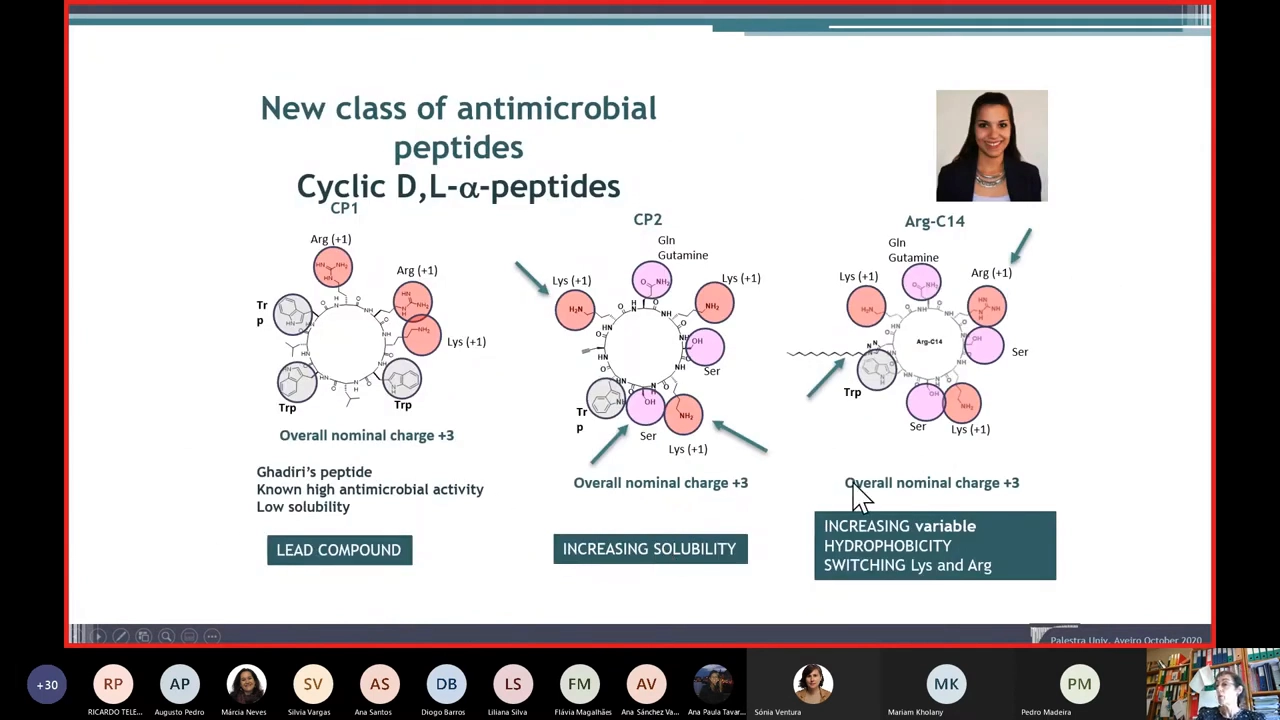 New class of antimicrobial
peptides
Cyclic D,L-α-peptides
CP1
Arg (+1)
Arg (+1)
Tr
p
Lys (+1)
Trp
Trp
Overall nominal charge +3
Ghadiri's peptide
Known high antimicrobial activity
Low solubility
LEAD COMPOUND
CP2
Gln
Gutamine
Lys (+1)
Lys (+1)
Ser
Tr
p
Ser
Lys (+1)
Overall nominal charge +3
INCREASING SOLUBILITY
Arg-C14
Gln
Gutamine
Lys (+1)
Arg (+1)
Arg-C14
Ser
Trp
Ser
Lys (+1)
Overall nominal charge +3
INCREASING variable
HYDROPHOBICITY
SWITCHING Lys and Arg
Palestra Univ. Aveiro October 2020
+30
RP
AP
SV
AS
DB
LS
FM
AV
MK
PM
RICARDO TELE...
Augusto Pedro
Márcia Neves
Silvia Vargas
Ana Santos
Diogo Barros
Liliana Silva
Flávia Magalhães
Ana Sánchez Va...
Ana Paula Tavar...
Sónia Ventura
Mariam Kholany
Pedro Madeira